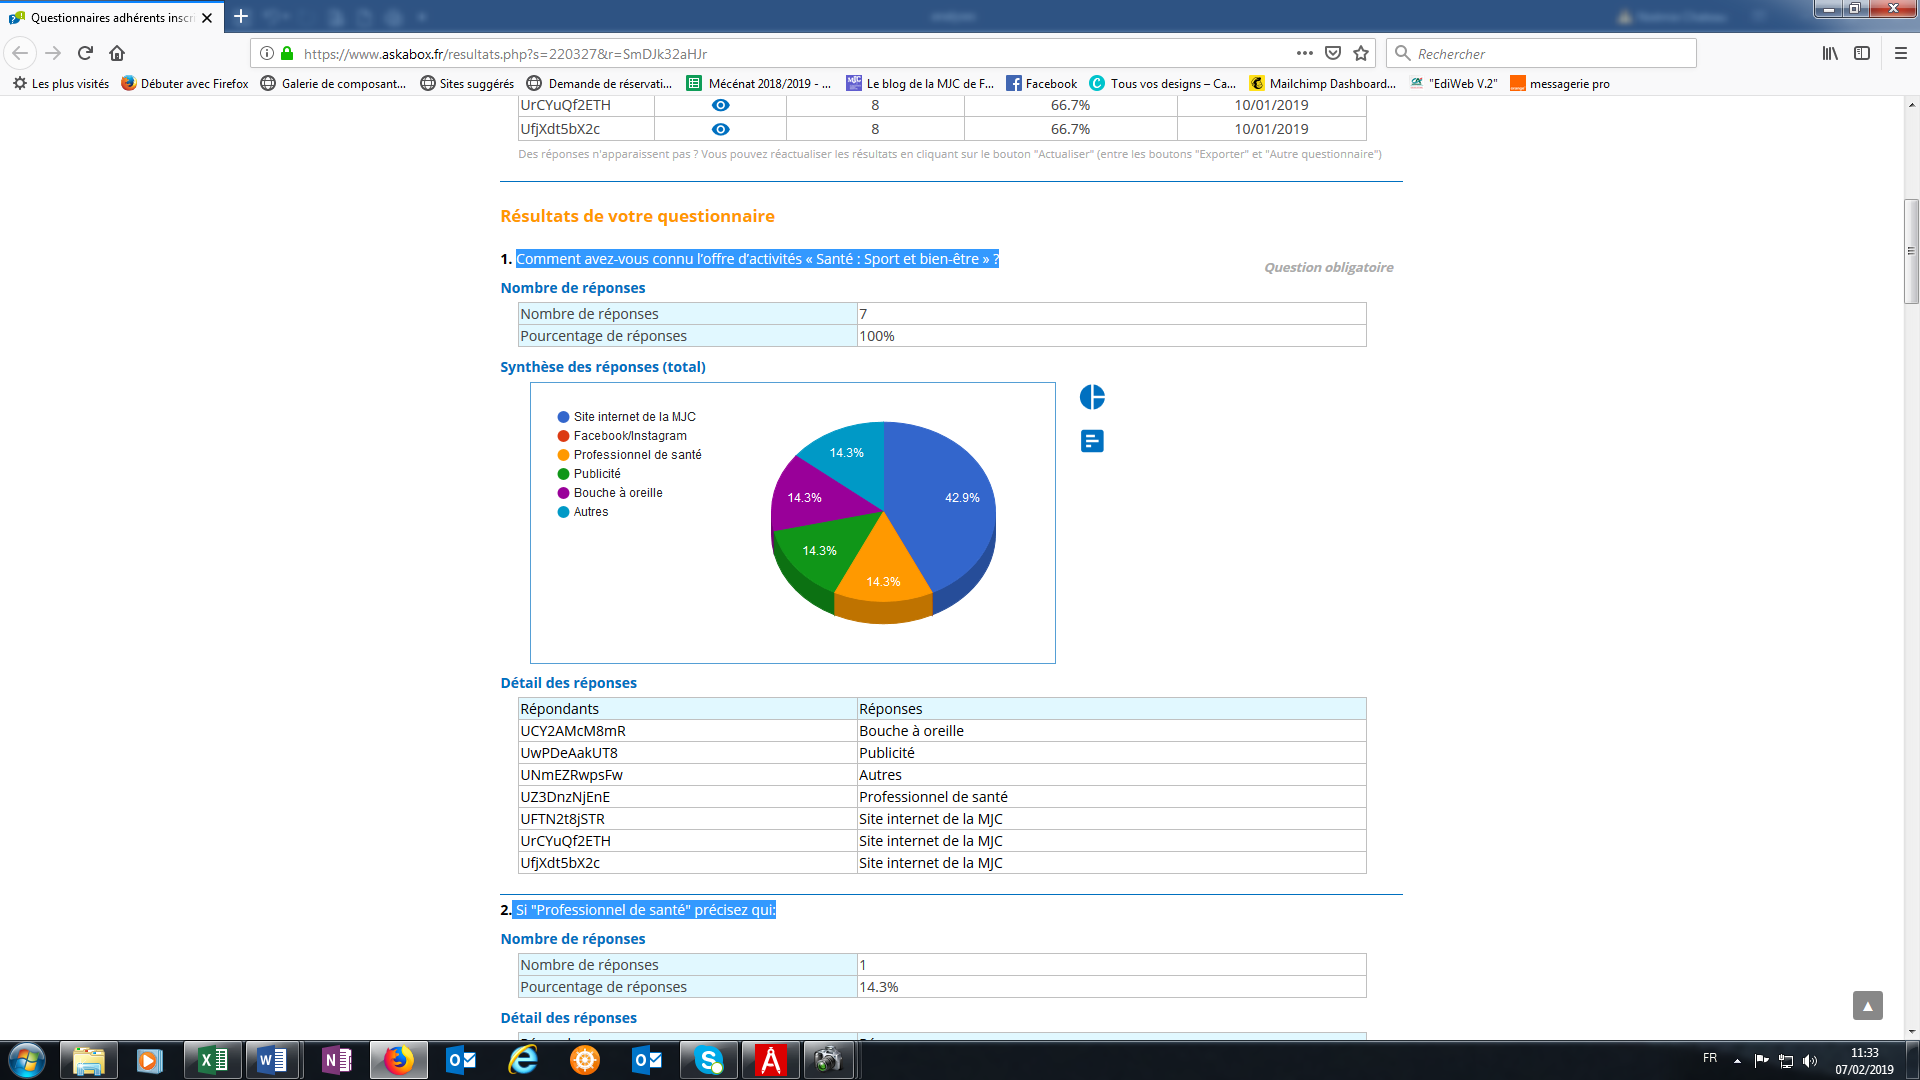 Questionnaires adhérents inscri
https://www.askabox.fr/resultats.php?s=220327&r=SmDJk32aHJr
Rechercher
Les plus visités
Débuter avec Firefox
Galerie de composant...
Sites suggérés
Demande de réservati...
Mécénat 2018/2019 - ...
Le blog de la MJC de F...
Facebook
Tous vos designs – Ca...
Mailchimp Dashboard...
"EdiWeb V.2"
messagerie pro
UrCYuQf2ETH 8 66.7% 10/01/2019
UfjXdt5bX2c 8 66.7% 10/01/2019
Des réponses n'apparaissent pas ? Vous pouvez réactualiser les résultats en cliquant sur le bouton "Actualiser" (entre les boutons "Exporter" et "Autre questionnaire")
Résultats de votre questionnaire
1. Comment avez-vous connu l'offre d'activités « Santé : Sport et bien-être » ?
Question obligatoire
Nombre de réponses
Nombre de réponses 7
Pourcentage de réponses 100%
Synthèse des réponses (total)
Site internet de la MJC
Facebook/Instagram
Professionnel de santé
Publicité
Bouche à oreille
Autres
14.3%
42.9%
14.3%
14.3%
14.3%
Détail des réponses
Répondants Réponses
UCY2AMcM8mR Bouche à oreille
UwPDeAakUT8 Publicité
UNmEZRwpsFw Autres
UZ3DnzNjEnE Professionnel de santé
UFTN2t8jSTR Site internet de la MJC
UrCYuQf2ETH Site internet de la MJC
UfjXdt5bX2c Site internet de la MJC
2. Si "Professionnel de santé" précisez qui:
Nombre de réponses
Nombre de réponses 1
Pourcentage de réponses 14.3%
Détail des réponses
FR
11:33
07/02/2019